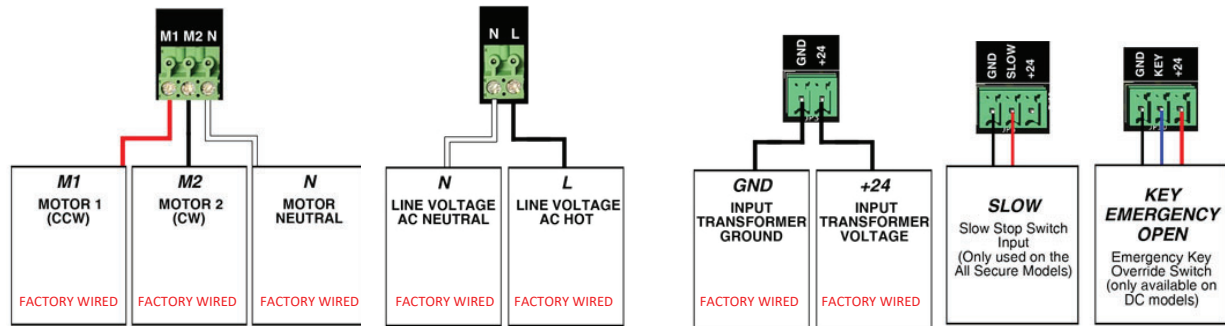 M1 M2 N
M1
MOTOR 1
(CCW)
FACTORY WIRED
M2
MOTOR 2
(CW)
FACTORY WIRED
N
MOTOR
NEUTRAL
FACTORY WIRED
N L
N
LINE VOLTAGE
AC NEUTRAL
FACTORY WIRED
L
LINE VOLTAGE
AC HOT
FACTORY WIRED
GND
+24
GND
INPUT
TRANSFORMER
GROUND
FACTORY WIRED
+24
INPUT
TRANSFORMER
VOLTAGE
FACTORY WIRED
GND
SLOW
+24
SLOW
Slow Stop Switch
Input
(Only used on the
All Secure Models)
GND
KEY
+24
KEY
EMERGENCY
OPEN
Emergency Key
Override Switch
(only available on
DC models)